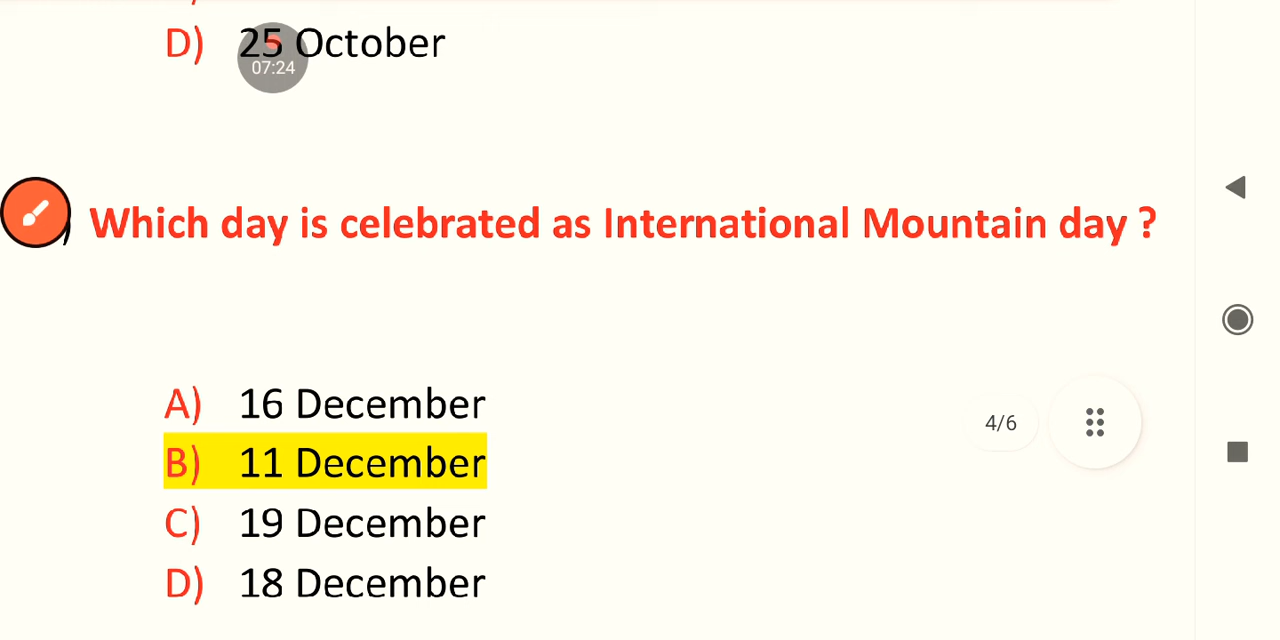 D) 25 October
07:24
Which day is celebrated as International Mountain day ?
A) 16 December
4/6
B) 11 December
C) 19 December
D) 18 December